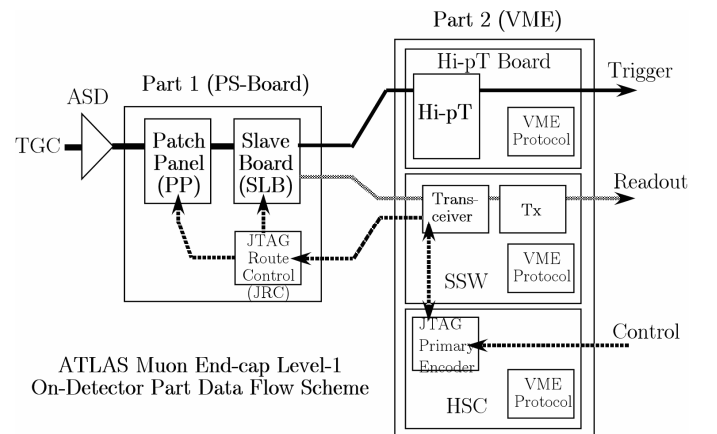 Part 2 (VME)
Hi-pT Board
Trigger
Part 1 (PS-Board)
ASD
TGC
Patch
Panel
(PP)
Slave
Board
(SLB)
Hi-pT
VME
Protocol
Readout
Trans-
ceiver
Tx
JTAG
Route
Control
(JRC)
VME
Protocol
SSW
JTAG
Primary
Encoder
Control
VME
Protocol
HSC
ATLAS Muon End-cap Level-1
On-Detector Part Data Flow Scheme